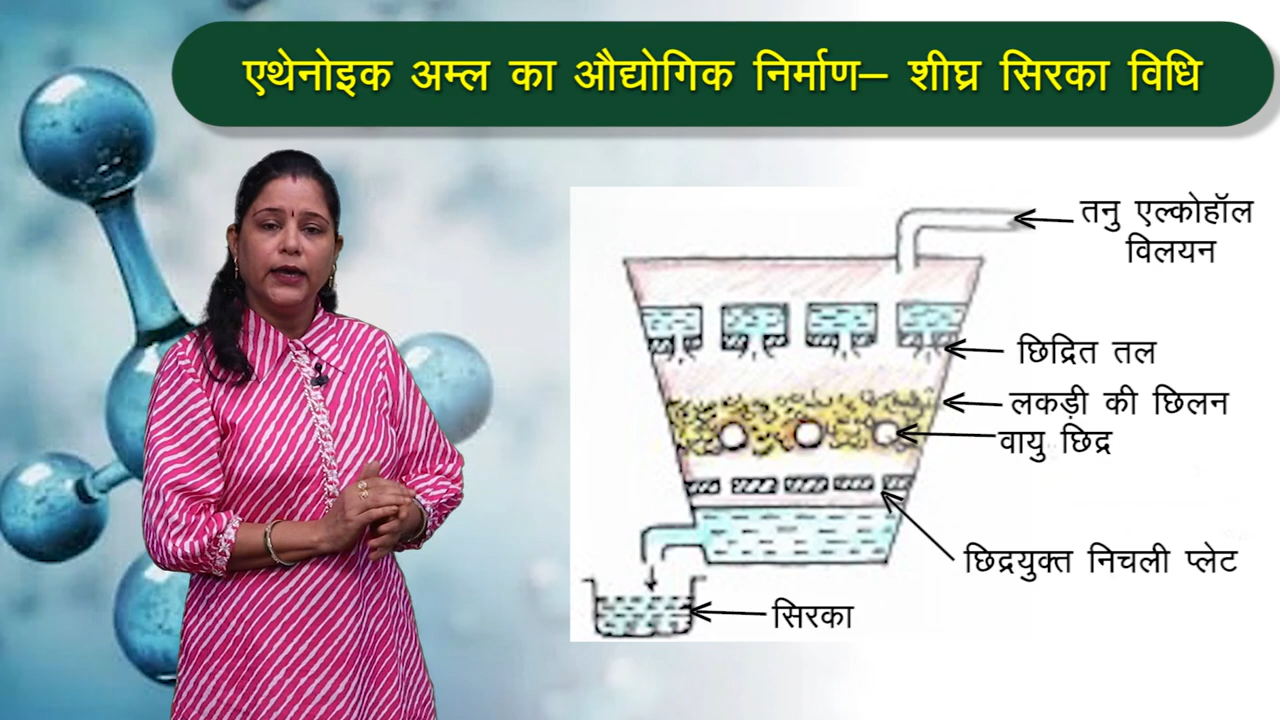 एथेनोइक अम्ल का औद्योगिक निर्माण– शीघ्र सिरका विधि
तनु एल्कोहॉल
विलयन
छिद्रित तल
लकड़ी की छिलन
वायु छिद्र
छिद्रयुक्त निचली प्लेट
सिरका